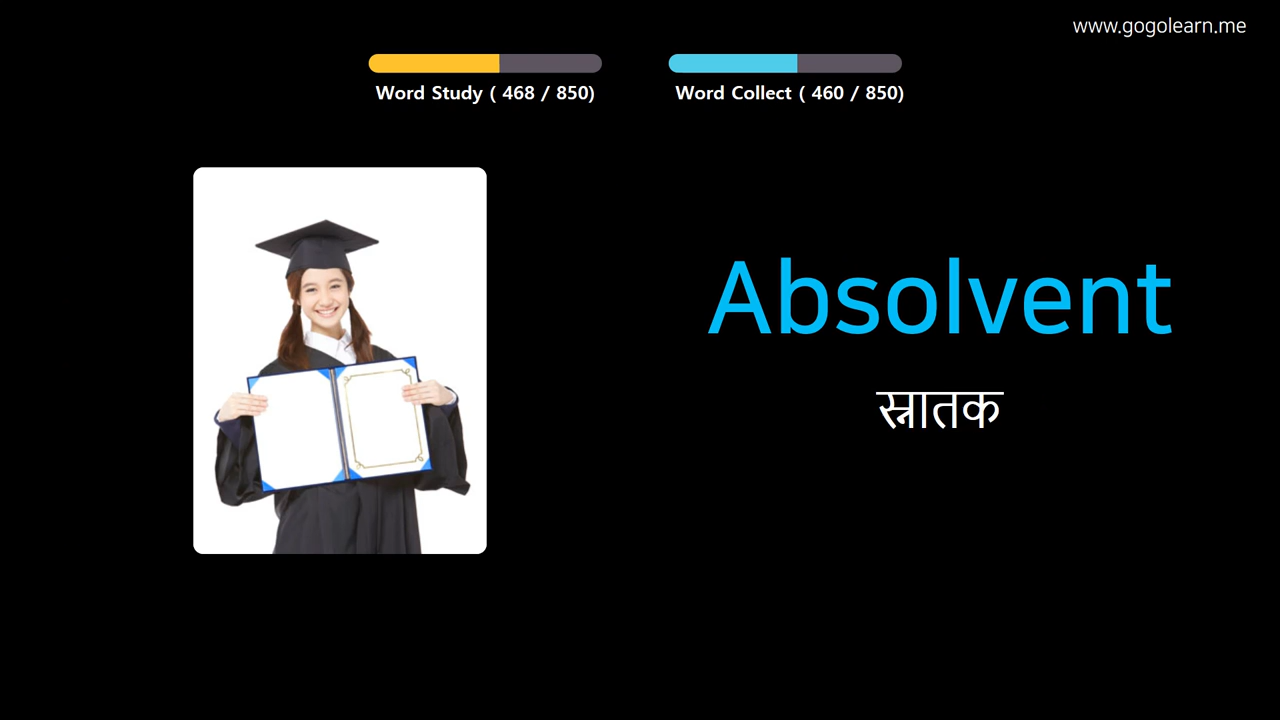 www.gogolearn.me
Word Study ( 468 / 850)
Word Collect ( 460 / 850)
Absolvent
स्नातक